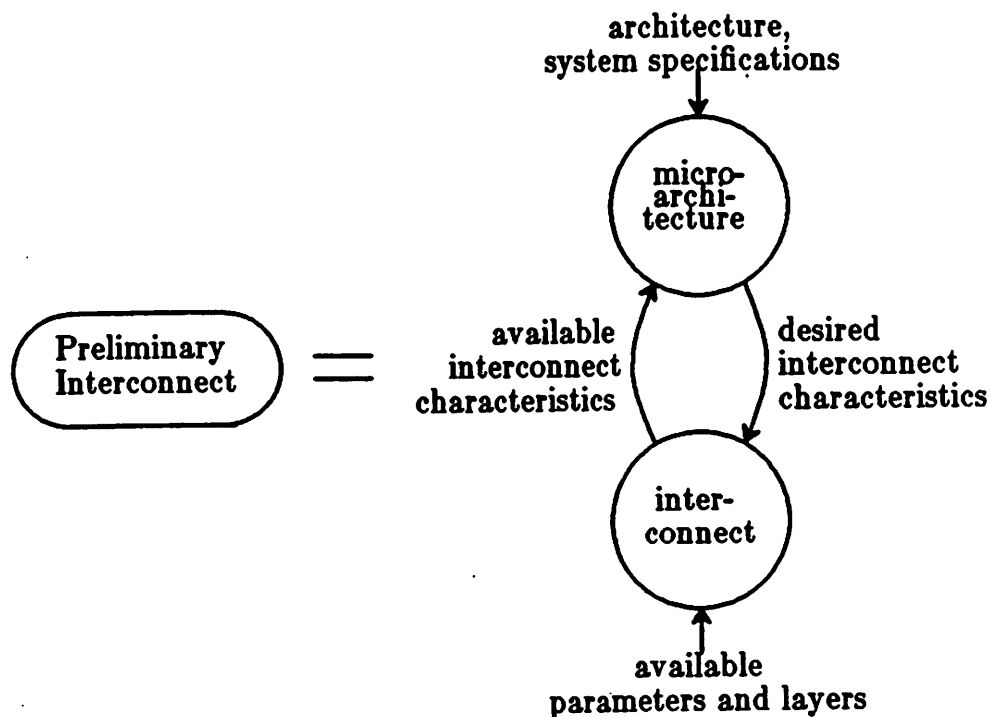 architecture,
system specifications
micro-
archi-
tecture
Preliminary
Interconnect
=
available
interconnect
characteristics
desired
interconnect
characteristics
inter-
connect
available
parameters and layers